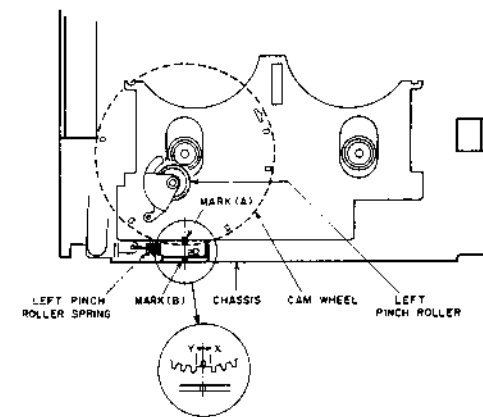 MARK(A)
LEFT PINCH
ROLLER SPRING
MARK(B)
CHASSIS
CAM WHEEL
LEFT
PINCH ROLLER
Y X